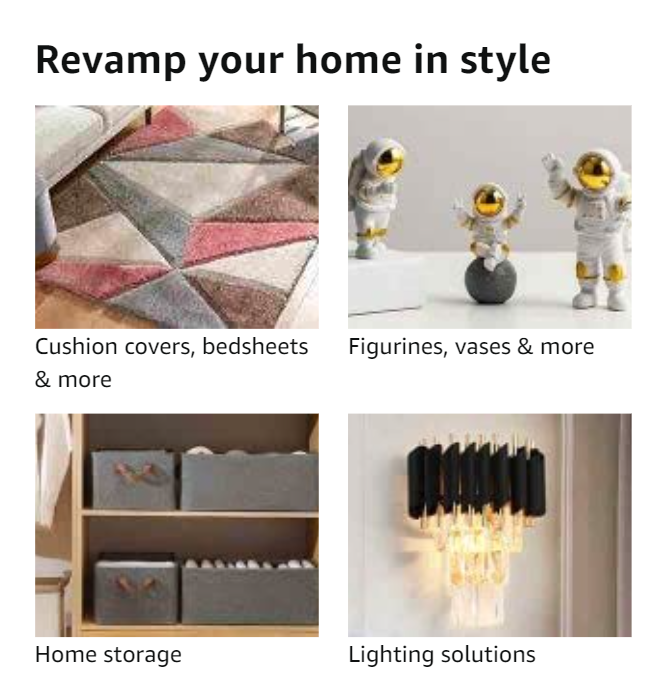 Revamp your home in style
Cushion covers, bedsheets
& more
Figurines, vases & more
Home storage
Lighting solutions